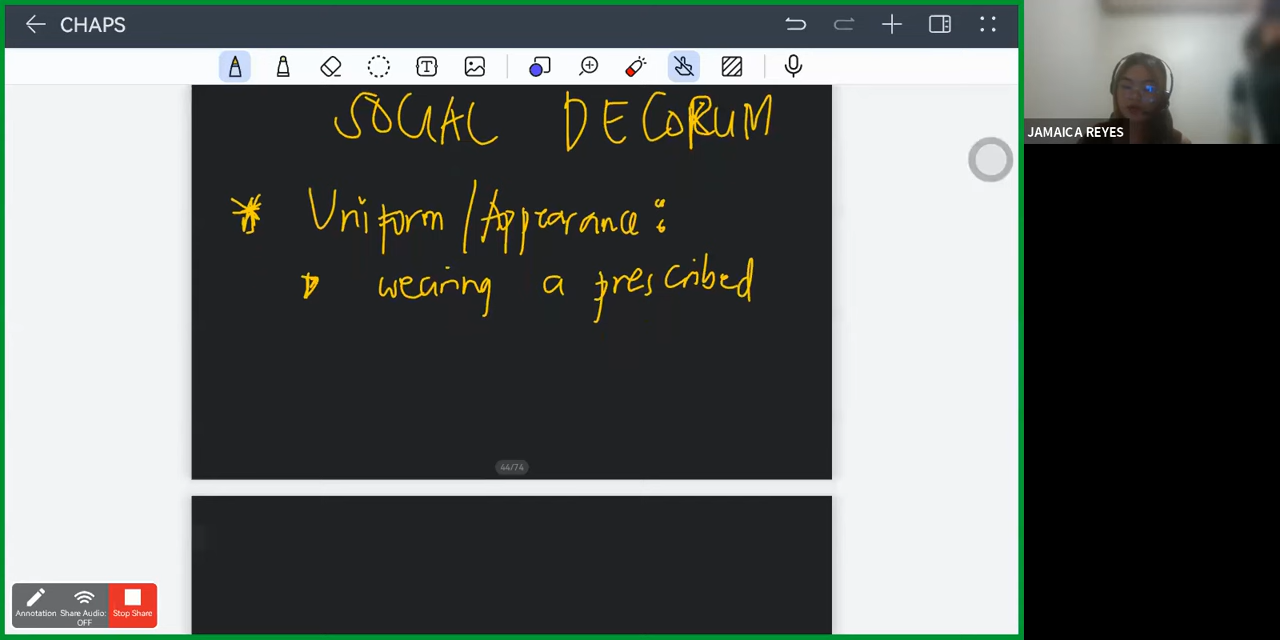 CHAPS
JAMAICA REYES
SOCIAL DECORUM
* Uniform/Appearance:
wearing a prescribed
44/74
Annotation
Share Audio: OFF
Stop Share